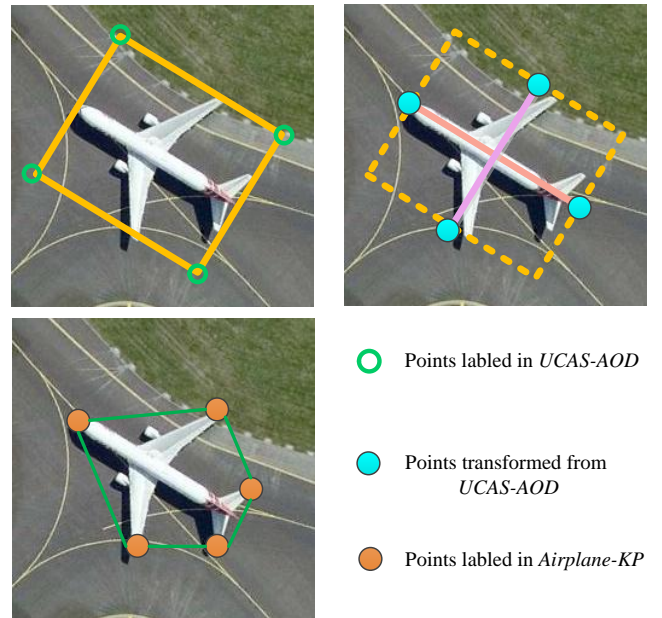 Points labled in UCAS-AOD
Points transformed from
UCAS-AOD
Points labled in Airplane-KP